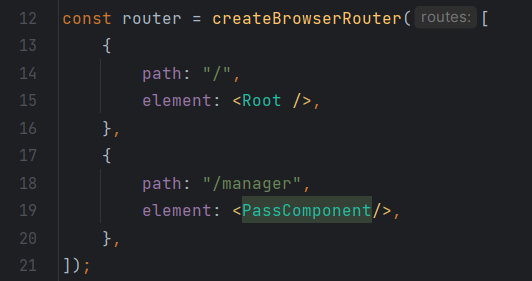 12 const router = createBrowserRouter( routes: [
13     {
14         path: "/",
15         element: <Root />,
16     },
17     {
18         path: "/manager",
19         element: <PassComponent/>,
20     },
21 ]);